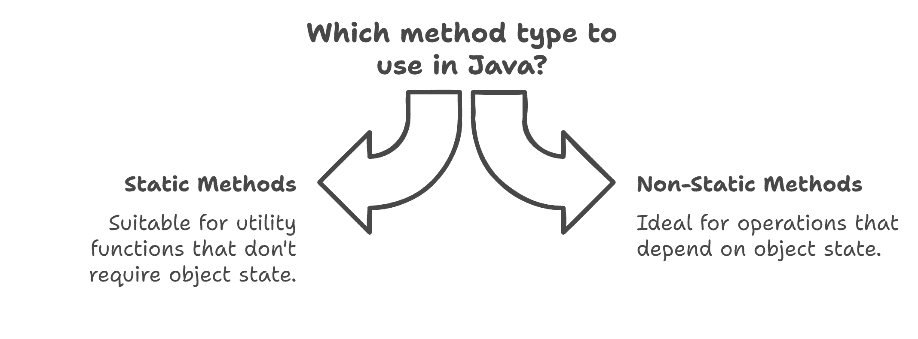 Which method type to
use in Java?
Static Methods
Suitable for utility
functions that don't
require object state.
Non-Static Methods
Ideal for operations that
depend on object state.